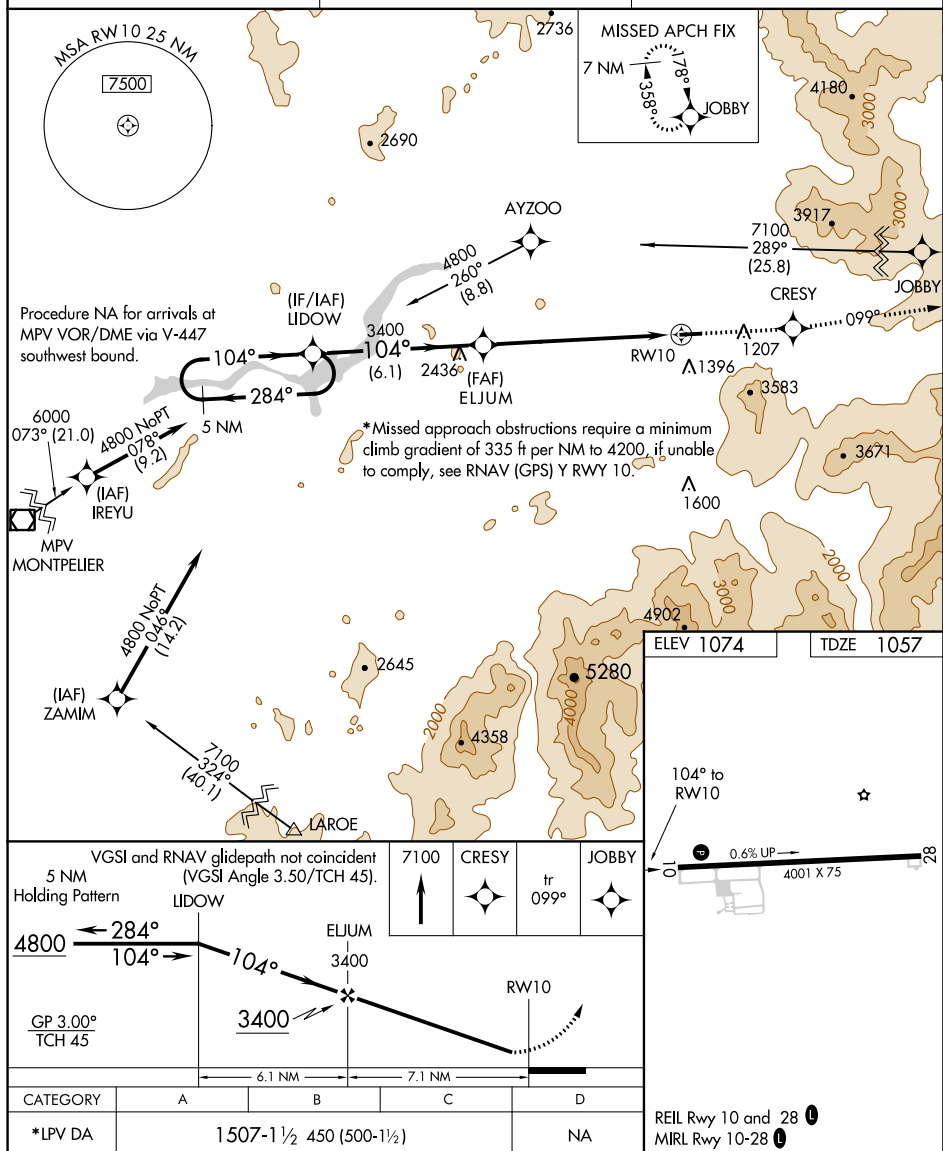 MSA RW10 25 NM
7500
2736
MISSED APCH FIX
7 NM
178°
358°
JOBBY
4180
3000
2690
AYZOO
3917
3000
7100
289°
(25.8)
JOBBY
4800
260°
(8.8)
CRESY
Procedure NA for arrivals at
MPV VOR/DME via V-447
southwest bound.
(IF/IAF)
LIDOW
3400
104°
(6.1)
104°
099°
RW10
1207
2436
(FAF)
ELJUM
1396
3583
284°
5 NM
6000
073° (21.0)
4800 NoPT
078°
(9.2)
*Missed approach obstructions require a minimum
climb gradient of 335 ft per NM to 4200, if unable
to comply, see RNAV (GPS) Y RWY 10.
3671
(IAF)
IREYU
1600
MPV
MONTPELIER
2000
3000
4800 NoPT
046°
(14.2)
4902
2645
5280
4000
(IAF)
ZAMIM
2000
4358
7100
324°
(40.1)
LAROE
ELEV 1074
TDZE 1057
104° to
RW10
P
0.6% UP
10
28
4001 X 75
VGSI and RNAV glidepath not coincident
(VGSI Angle 3.50/TCH 45).
7100
CRESY
tr
099°
JOBBY
5 NM
Holding Pattern
LIDOW
4800
284°
104°
104°
ELJUM
3400
RW10
3400
GP 3.00°
TCH 45
6.1 NM
7.1 NM
CATEGORY A B C D
*LPV DA 1507-1½ 450 (500-1½) NA
REIL Rwy 10 and 28 L
MIRL Rwy 10-28 L